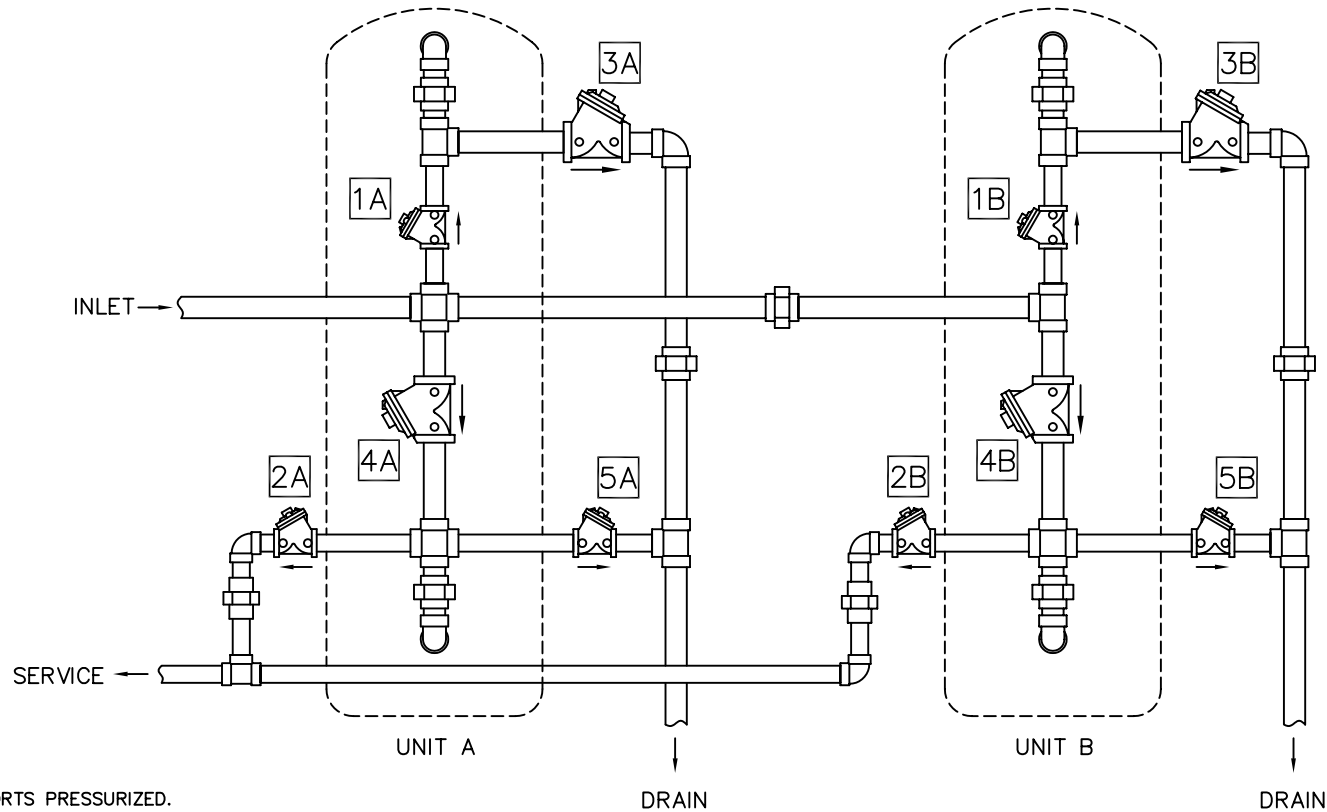 3A
3B
1A
1B
INLET
4A
4B
2A
5A
2B
5B
SERVICE
UNIT A
UNIT B
PRESSURIZED.
DRAIN
DRAIN